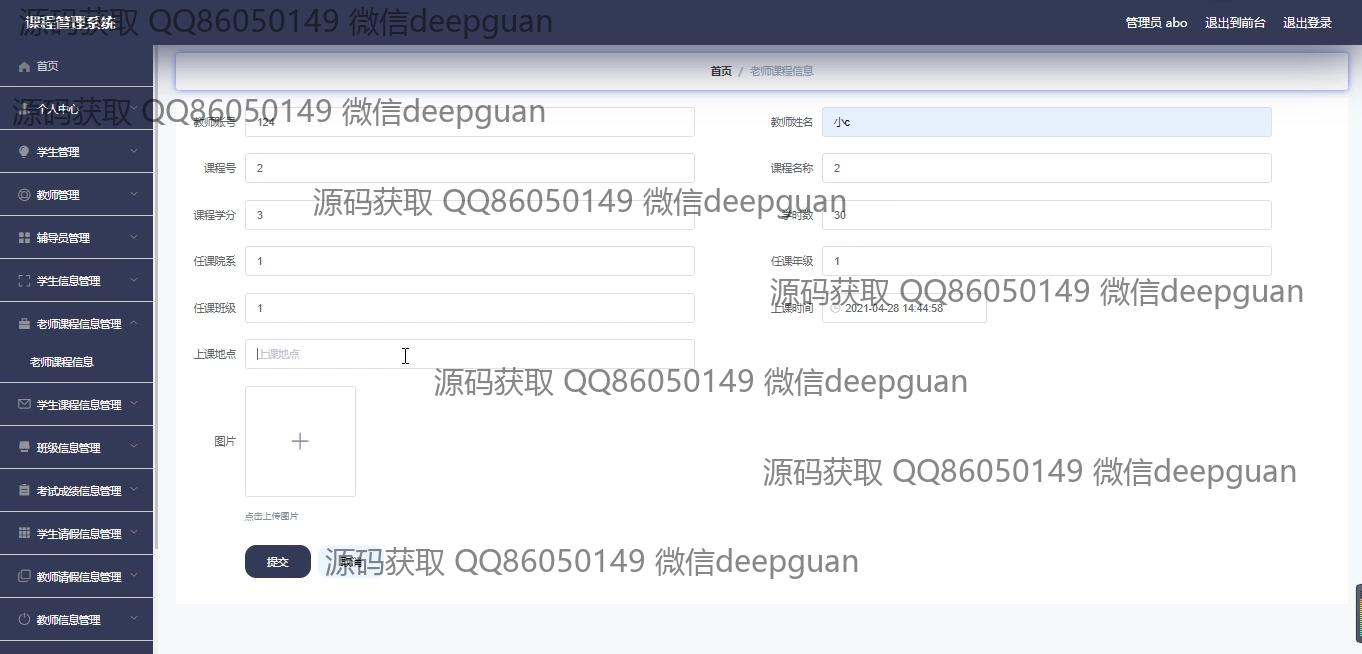 课程管理系统
源码获取 QQ86050149 微信deepguan
管理员 abo 退出到前台 退出登录
首页
个人中心
学生管理
教师管理
辅导员管理
学生信息管理
老师课程信息管理
老师课程信息
学生课程信息管理
班级信息管理
考试成绩信息管理
学生请假信息管理
教师请假信息管理
教师信息管理
首页 / 老师课程信息
源码获取 QQ86050149 微信deepguan
教师账号 124 教师姓名 小c
课程号 2 课程名称 2
源码获取 QQ86050149 微信deepguan
课程学分 3 学时数 30
任课院系 1 任课年级 1
源码获取 QQ86050149 微信deepguan
任课班级 1 上课时间 2021-04-28 14:44:58
上课地点 上课地点
源码获取 QQ86050149 微信deepguan
图片
源码获取 QQ86050149 微信deepguan
点击上传图片
提交 取消
源码获取 QQ86050149 微信deepguan